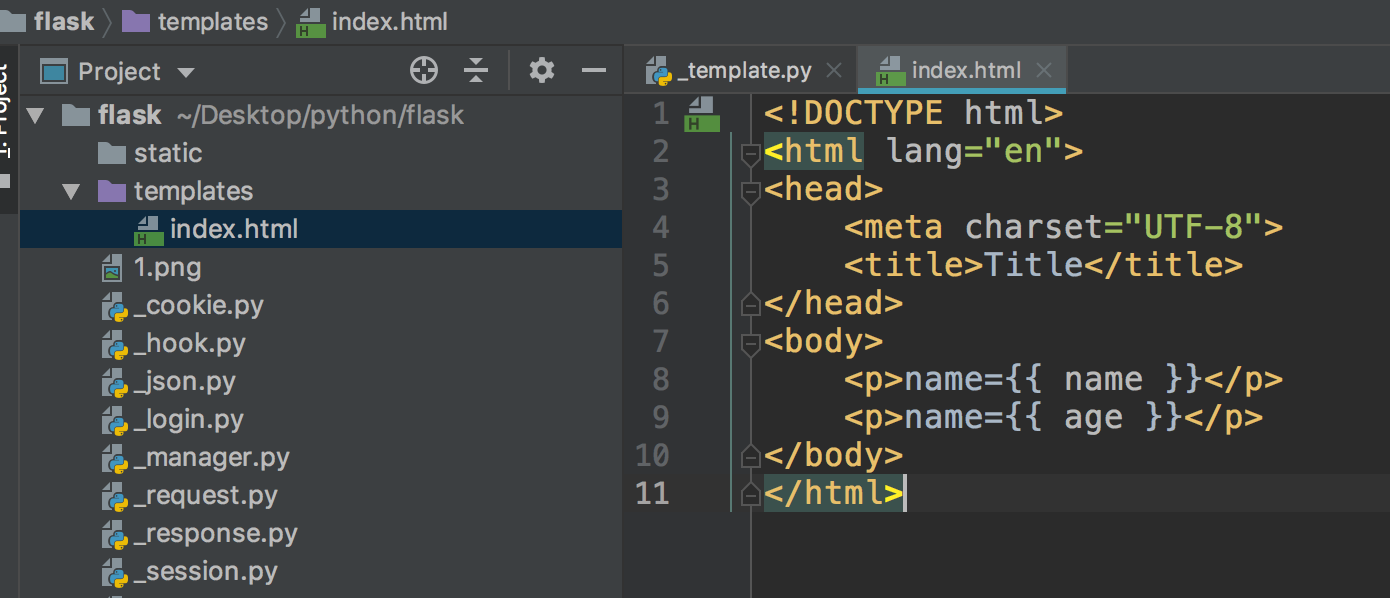 flask templates index.html
1: Project
Project
flask ~/Desktop/python/flask
static
templates
index.html
1.png
_cookie.py
_hook.py
_json.py
_login.py
_manager.py
_request.py
_response.py
_session.py
_template.py index.html
1 <!DOCTYPE html>
2 <html lang="en">
3 <head>
4 <meta charset="UTF-8">
5 <title>Title</title>
6 </head>
7 <body>
8 <p>name={{ name }}</p>
9 <p>name={{ age }}</p>
10 </body>
11 </html>